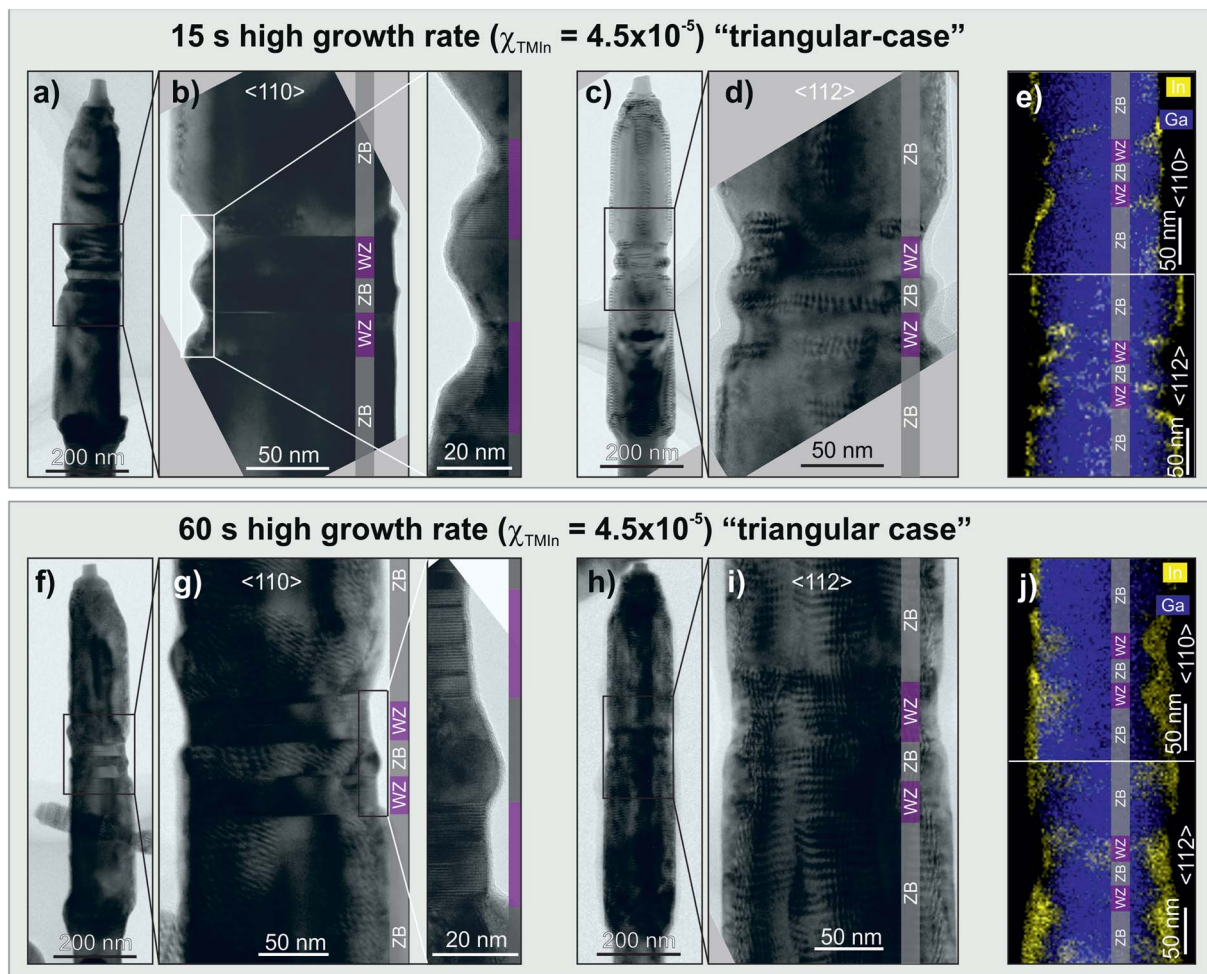 15 s high growth rate (χTMIn = 4.5x10-5) “triangular-case”
a)
200 nm
b)
<110>
ZB
WZ
ZB
WZ
ZB
50 nm
20 nm
c)
200 nm
d)
<112>
ZB
WZ
ZB
WZ
ZB
50 nm
e)
In
Ga
ZB
WZ
ZB
WZ
ZB
<110>
50 nm
ZB
WZ
ZB
WZ
ZB
<112>
50 nm
60 s high growth rate (χTMIn = 4.5x10-5) “triangular case”
f)
200 nm
g)
<110>
ZB
WZ
ZB
WZ
ZB
50 nm
20 nm
h)
200 nm
i)
<112>
ZB
WZ
ZB
WZ
ZB
50 nm
j)
In
Ga
ZB
WZ
ZB
WZ
ZB
<110>
50 nm
ZB
WZ
ZB
WZ
ZB
<112>
50 nm